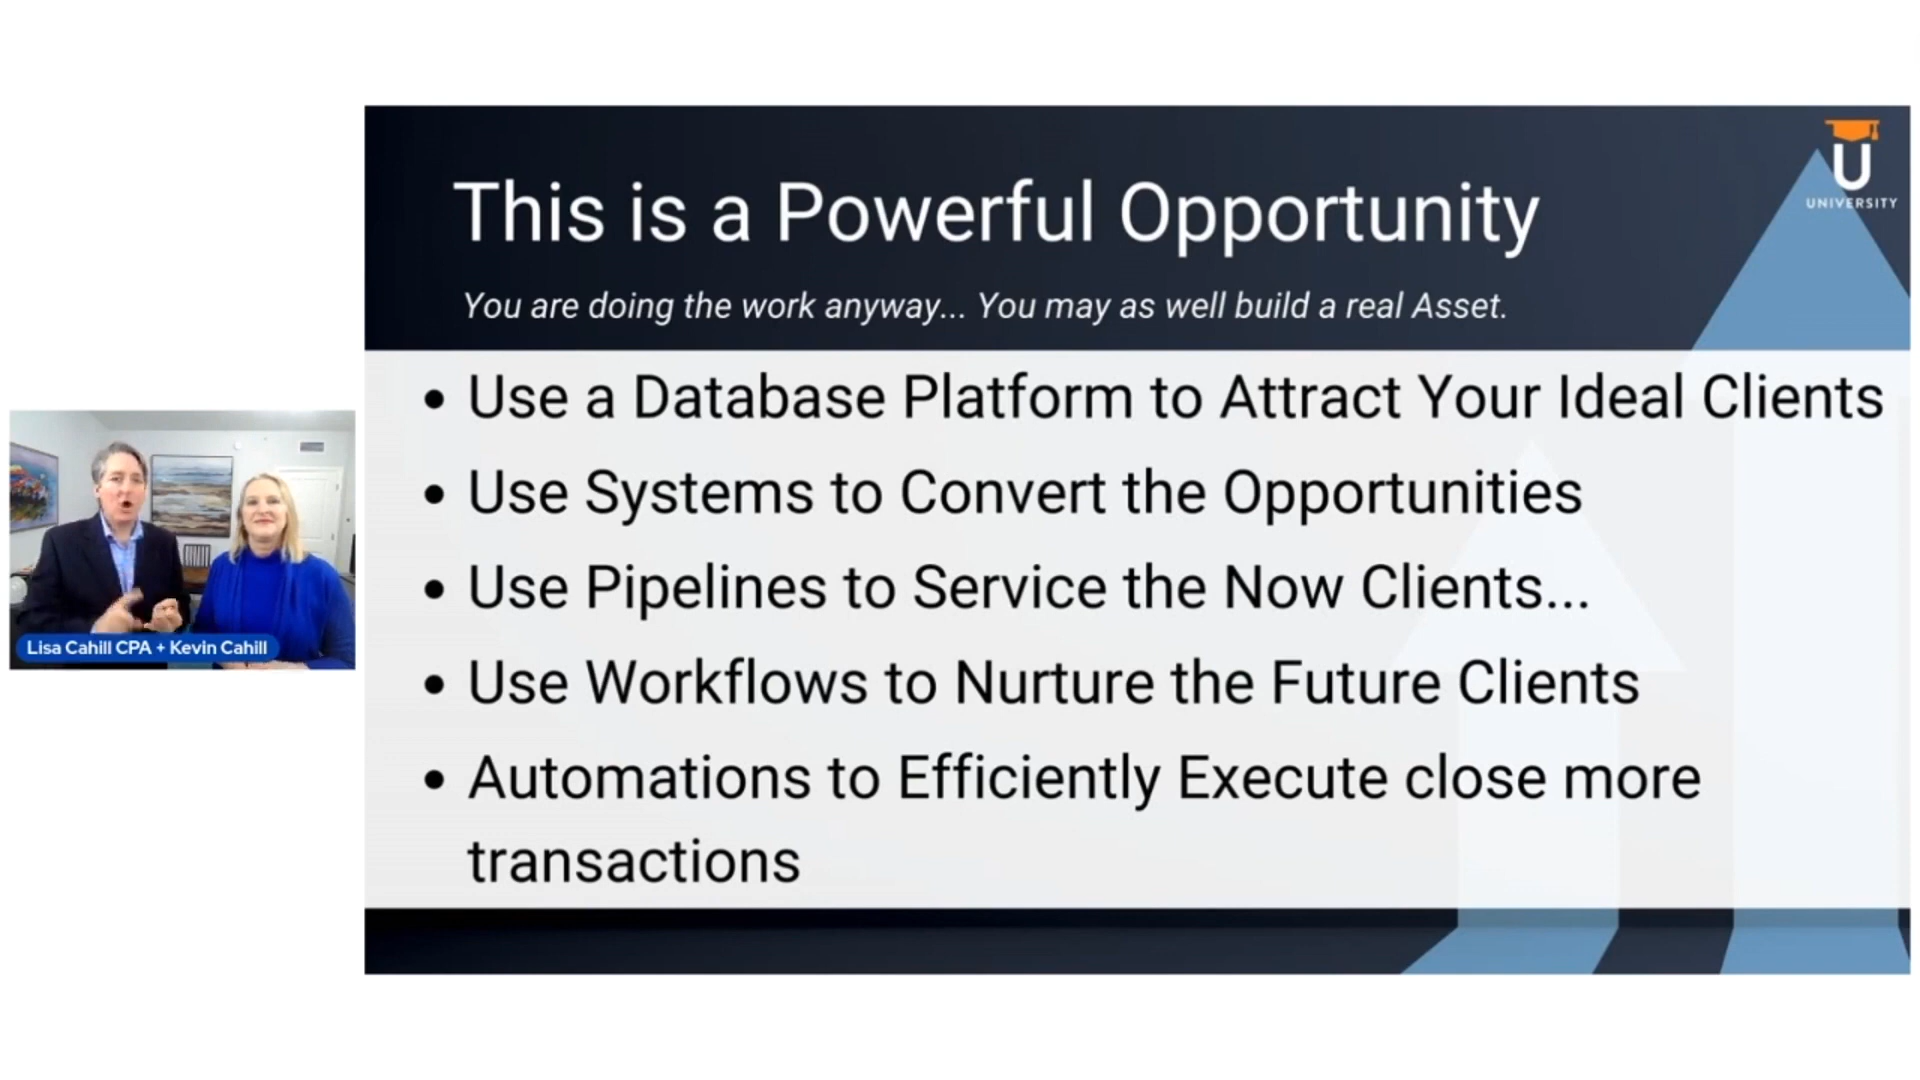 U
UNIVERSITY
This is a Powerful Opportunity
You are doing the work anyway... You may as well build a real Asset.
• Use a Database Platform to Attract Your Ideal Clients
• Use Systems to Convert the Opportunities
• Use Pipelines to Service the Now Clients...
• Use Workflows to Nurture the Future Clients
• Automations to Efficiently Execute close more
transactions
Lisa Cahill CPA + Kevin Cahill